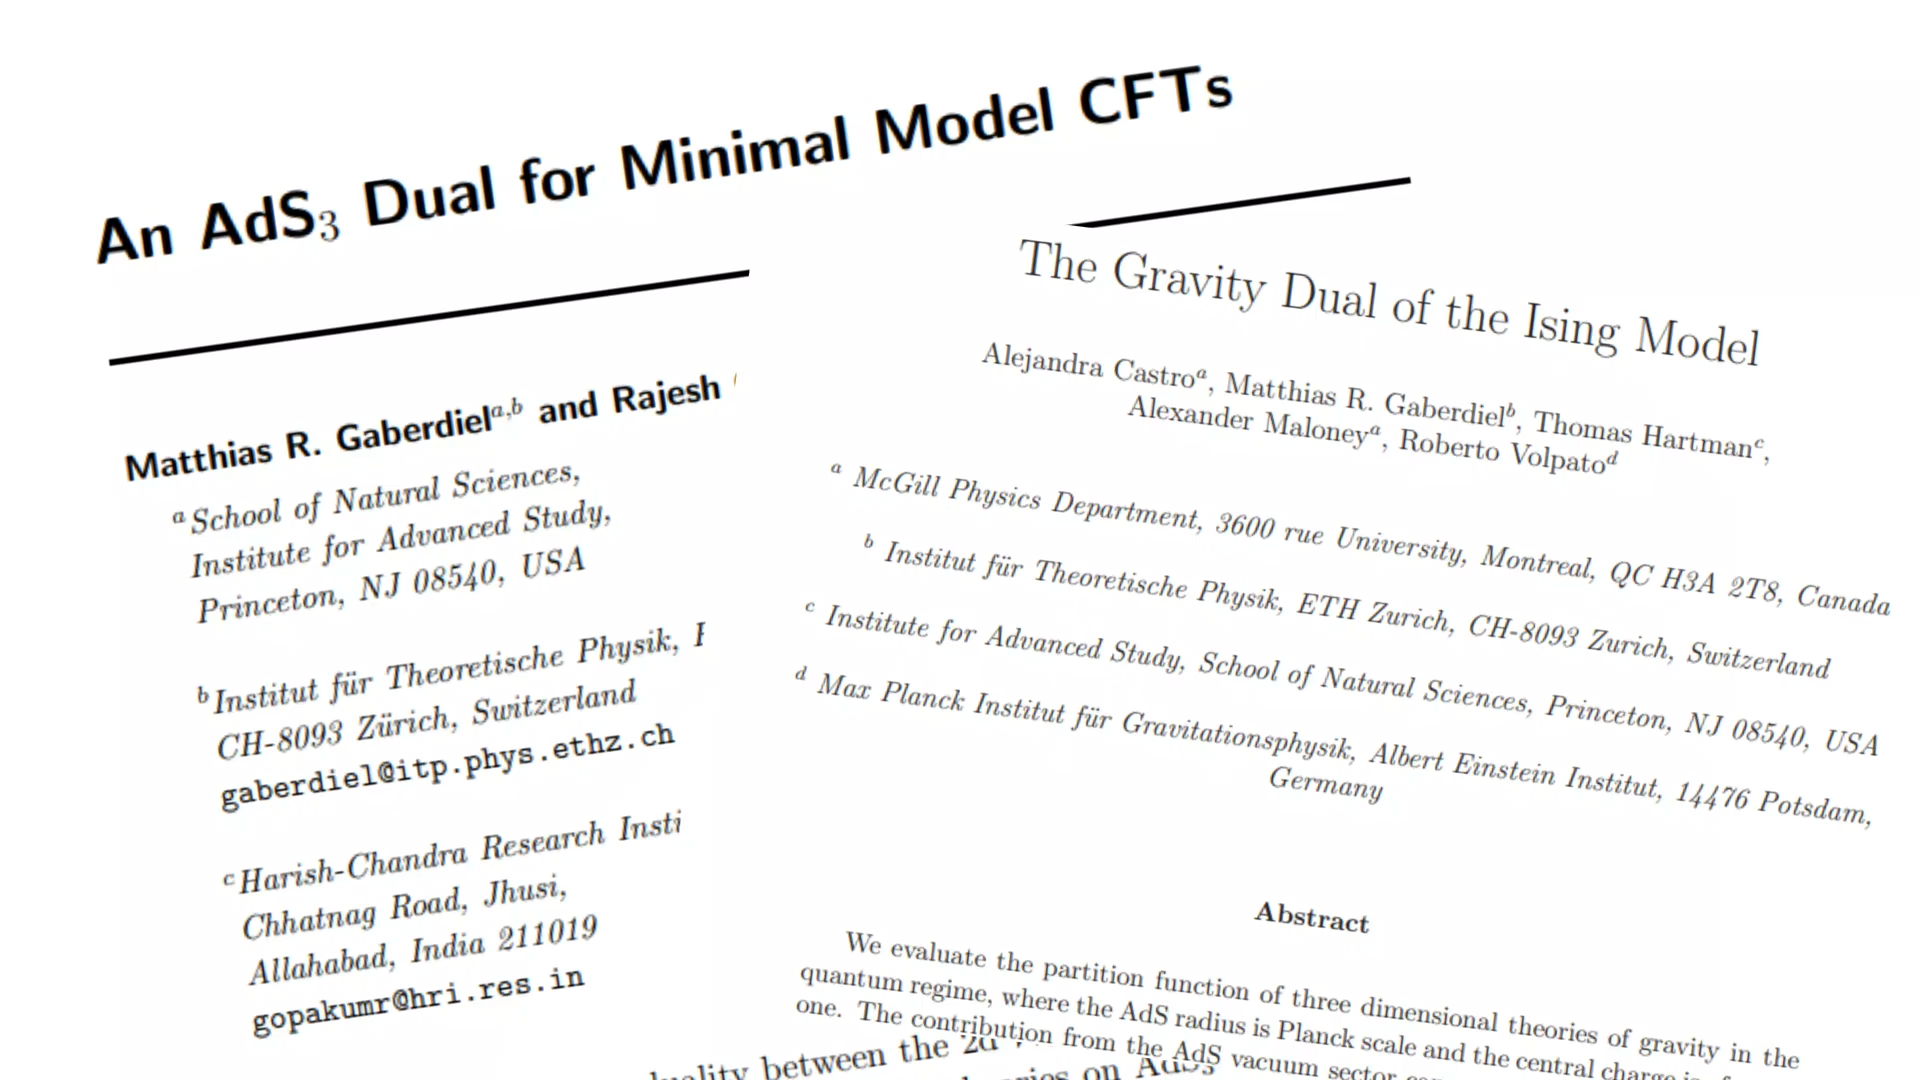 An AdS3 Dual for Minimal Model CFTs
Matthias R. Gaberdiel^a,b and Rajesh
a School of Natural Sciences,
Institute for Advanced Study,
Princeton, NJ 08540, USA
b Institut für Theoretische Physik,
CH-8093 Zürich, Switzerland
gaberdiel@itp.phys.ethz.ch
c Harish-Chandra Research Insti
Chhatnag Road, Jhusi,
Allahabad, India 211019
gopakumr@hri.res.in
between the 2d
on AdS3
The Gravity Dual of the Ising Model
Alejandra Castro^a, Matthias R. Gaberdiel^b, Thomas Hartman^c,
Alexander Maloney^a, Roberto Volpato^d
a McGill Physics Department, 3600 rue University, Montreal, QC H3A 2T8, Canada
b Institut für Theoretische Physik, ETH Zurich, CH-8093 Zurich, Switzerland
c Institute for Advanced Study, School of Natural Sciences, Princeton, NJ 08540, USA
d Max Planck Institut für Gravitationsphysik, Albert Einstein Institut, 14476 Potsdam,
Germany
Abstract
We evaluate the partition function of three dimensional theories of gravity in the
quantum regime, where the AdS radius is Planck scale and the central charge is
one. The contribution from the AdS vacuum sector